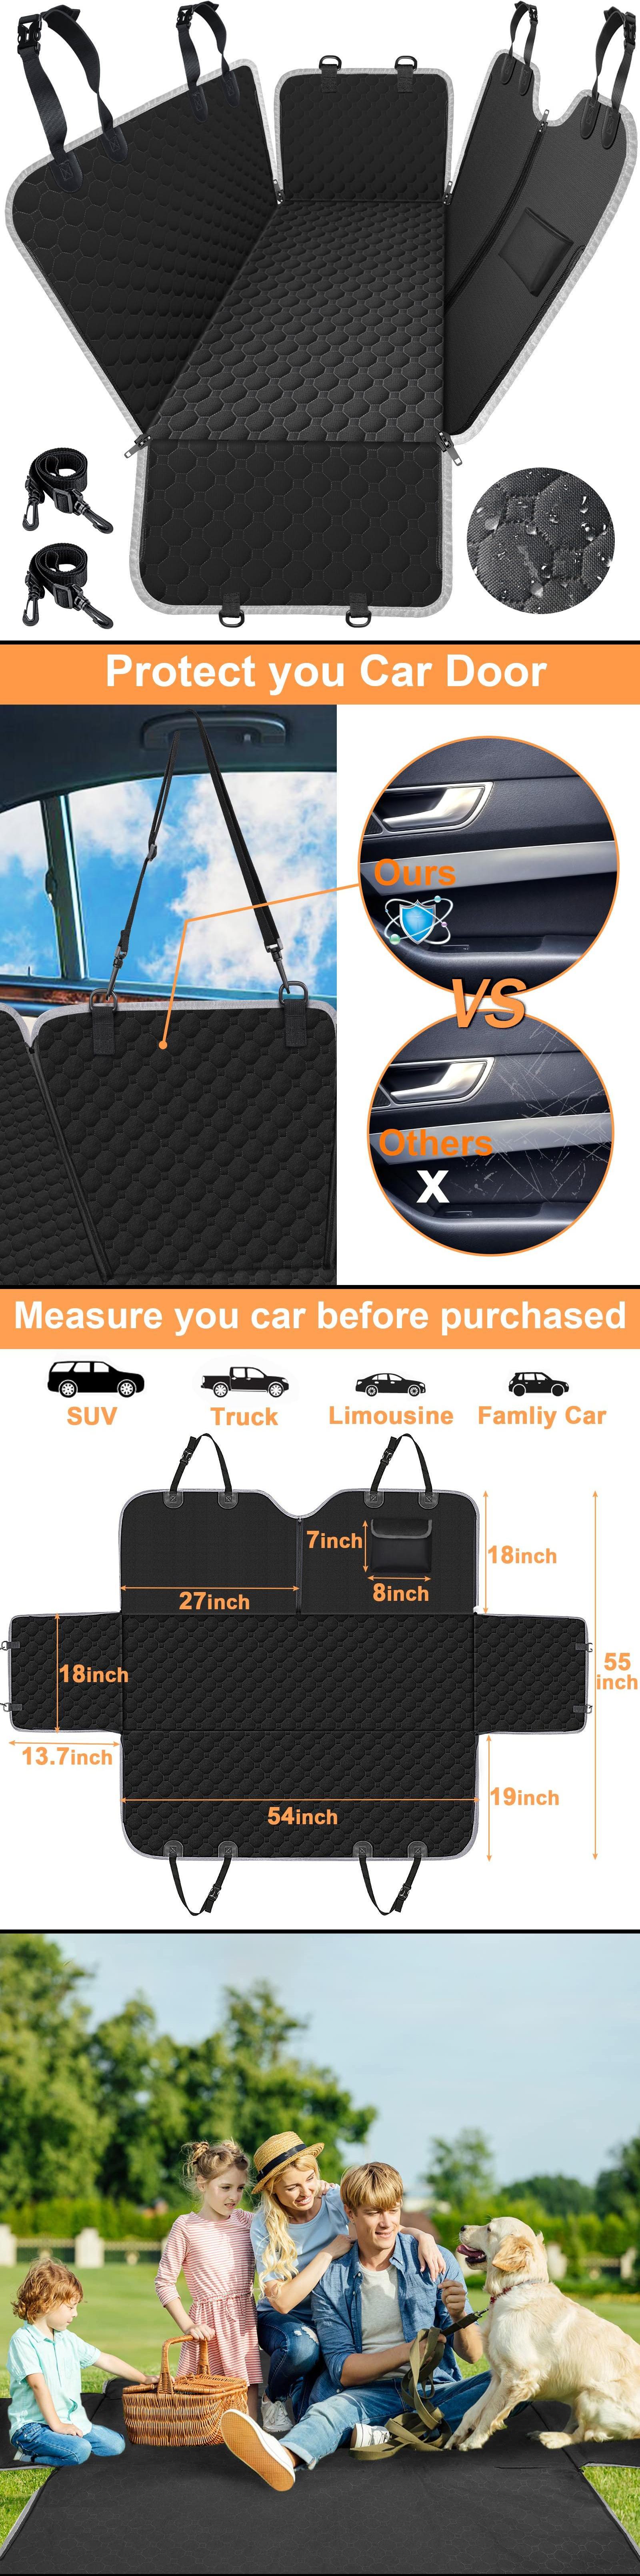 Protect you Car Door
Ours
VS
Others
X
Measure you car before purchased
SUV
Truck
Limousine
Famliy Car
7inch
8inch
27inch
18inch
55
inch
18inch
13.7inch
54inch
19inch